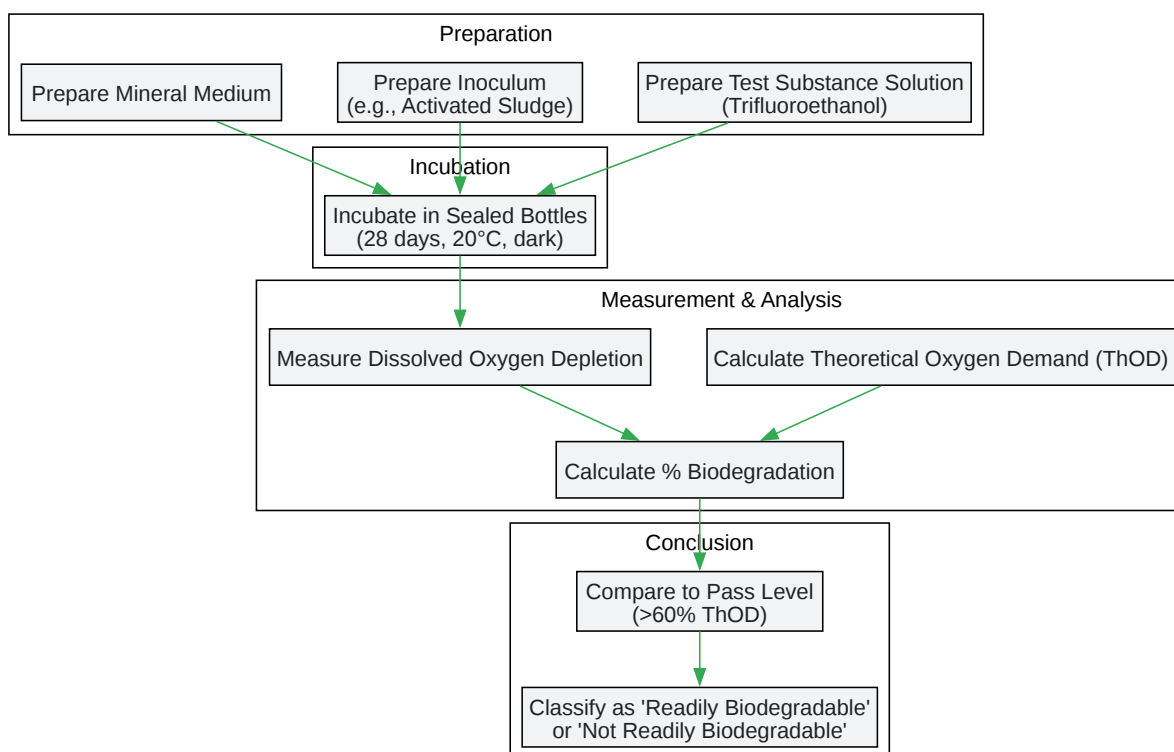 Preparation
Prepare Mineral Medium
Prepare Inoculum
(e.g., Activated Sludge)
Prepare Test Substance Solution
(Trifluoroethanol)
Incubation
Incubate in Sealed Bottles
(28 days, 20°C, dark)
Measurement & Analysis
Measure Dissolved Oxygen Depletion
Calculate Theoretical Oxygen Demand (ThOD)
Calculate % Biodegradation
Conclusion
Compare to Pass Level
(>60% ThOD)
Classify as 'Readily Biodegradable'
or 'Not Readily Biodegradable'